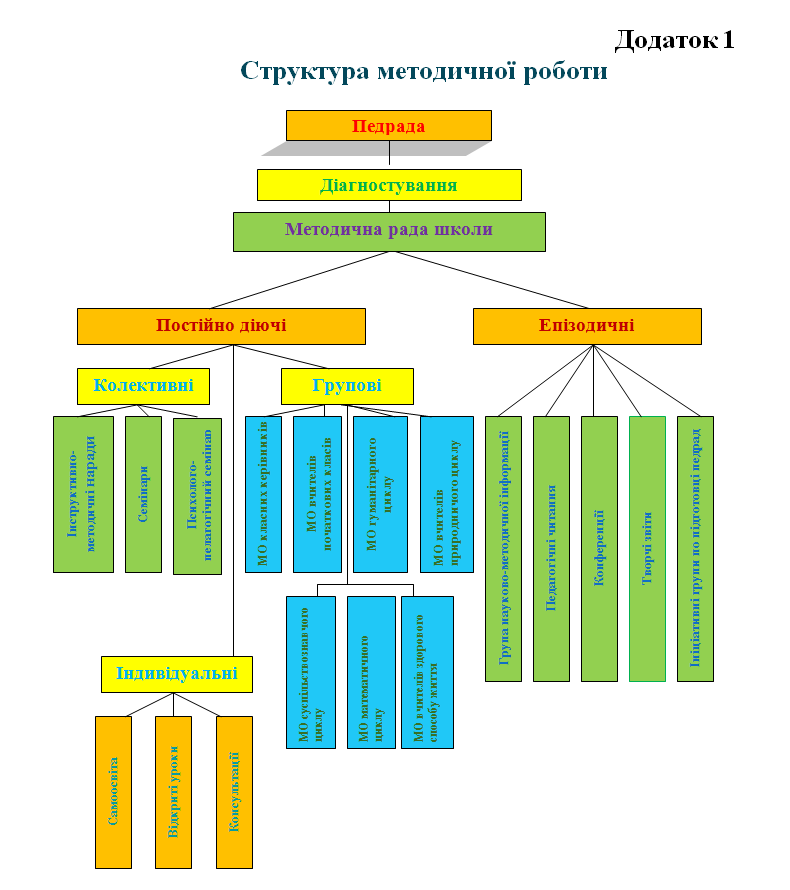 Додаток 1
Структура методичної роботи
Педрада
Діагностування
Методична рада школи
Постійно діючі
Епізодичні
Колективні
Групові
Інструктивно-
методичні наради
Семінари
Психолого-
педагогічний семінар
МО класних керівників
МО вчителів
початкових класів
МО гуманітарного
циклу
МО вчителів
природничого циклу
Група науково-методичної інформації
Педагогічні читання
Конференції
Творчі звіти
Ініціативні групи по підготовці педрад
МО суспільствознавчого
циклу
МО математичного
циклу
МО вчителів здорового
способу життя
Індивідуальні
Самоосвіта
Відкриті уроки
Консультації